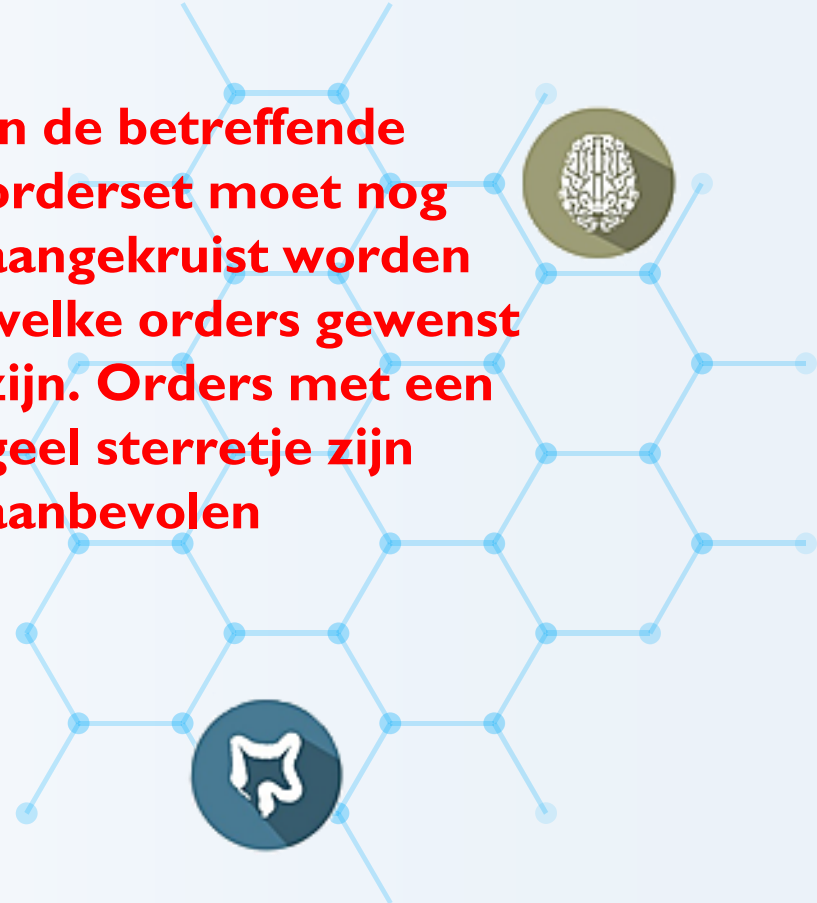 n de betreffende
orderset moet nog
aangekruist worden
welke orders gewenst
zijn. Orders met een
geel sterretje zijn
aanbevolen